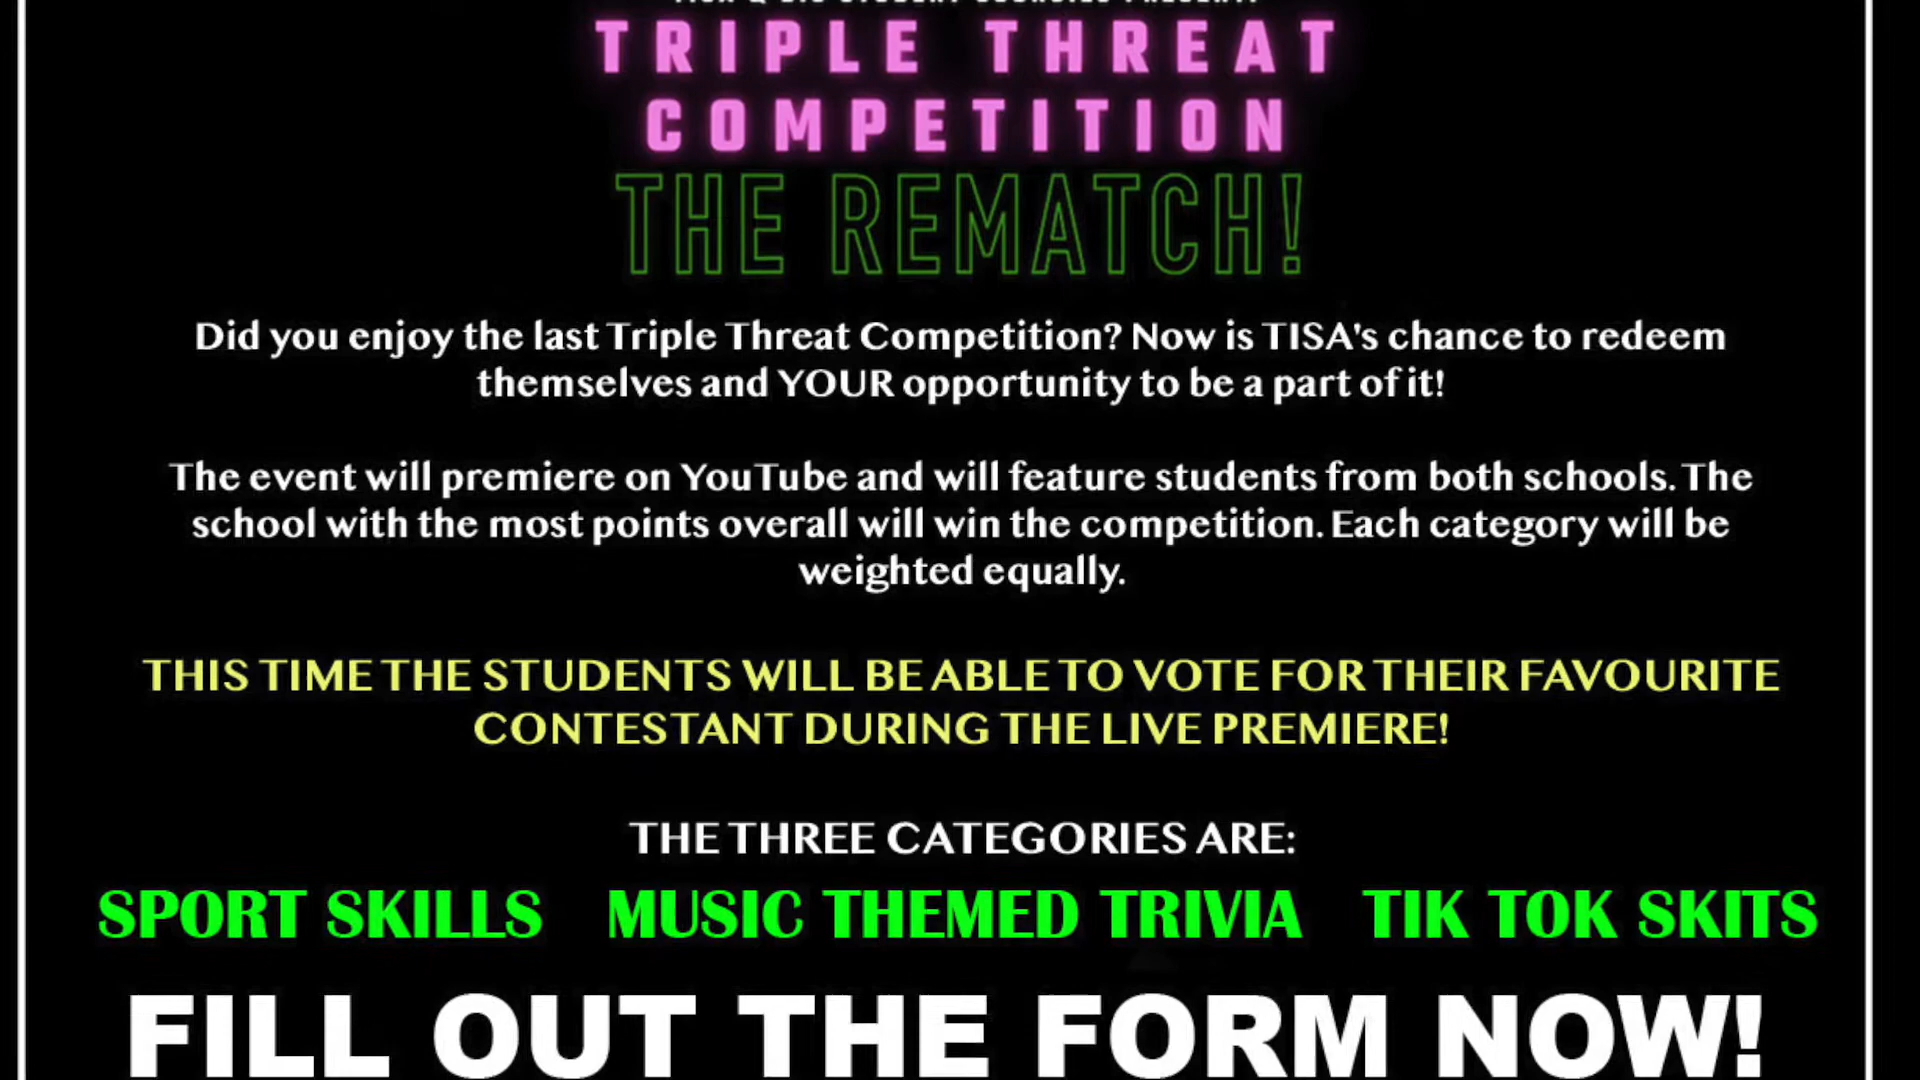 TRIPLE THREAT
COMPETITION
THE REMATCH!
Did you enjoy the last Triple Threat Competition? Now is TISA's chance to redeem
themselves and YOUR opportunity to be a part of it!
The event will premiere on YouTube and will feature students from both schools. The
school with the most points overall will win the competition. Each category will be
weighted equally.
THIS TIME THE STUDENTS WILL BE ABLE TO VOTE FOR THEIR FAVOURITE
CONTESTANT DURING THE LIVE PREMIERE!
THE THREE CATEGORIES ARE:
SPORT SKILLS MUSIC THEMED TRIVIA TIK TOK SKITS
FILL OUT THE FORM NOW!